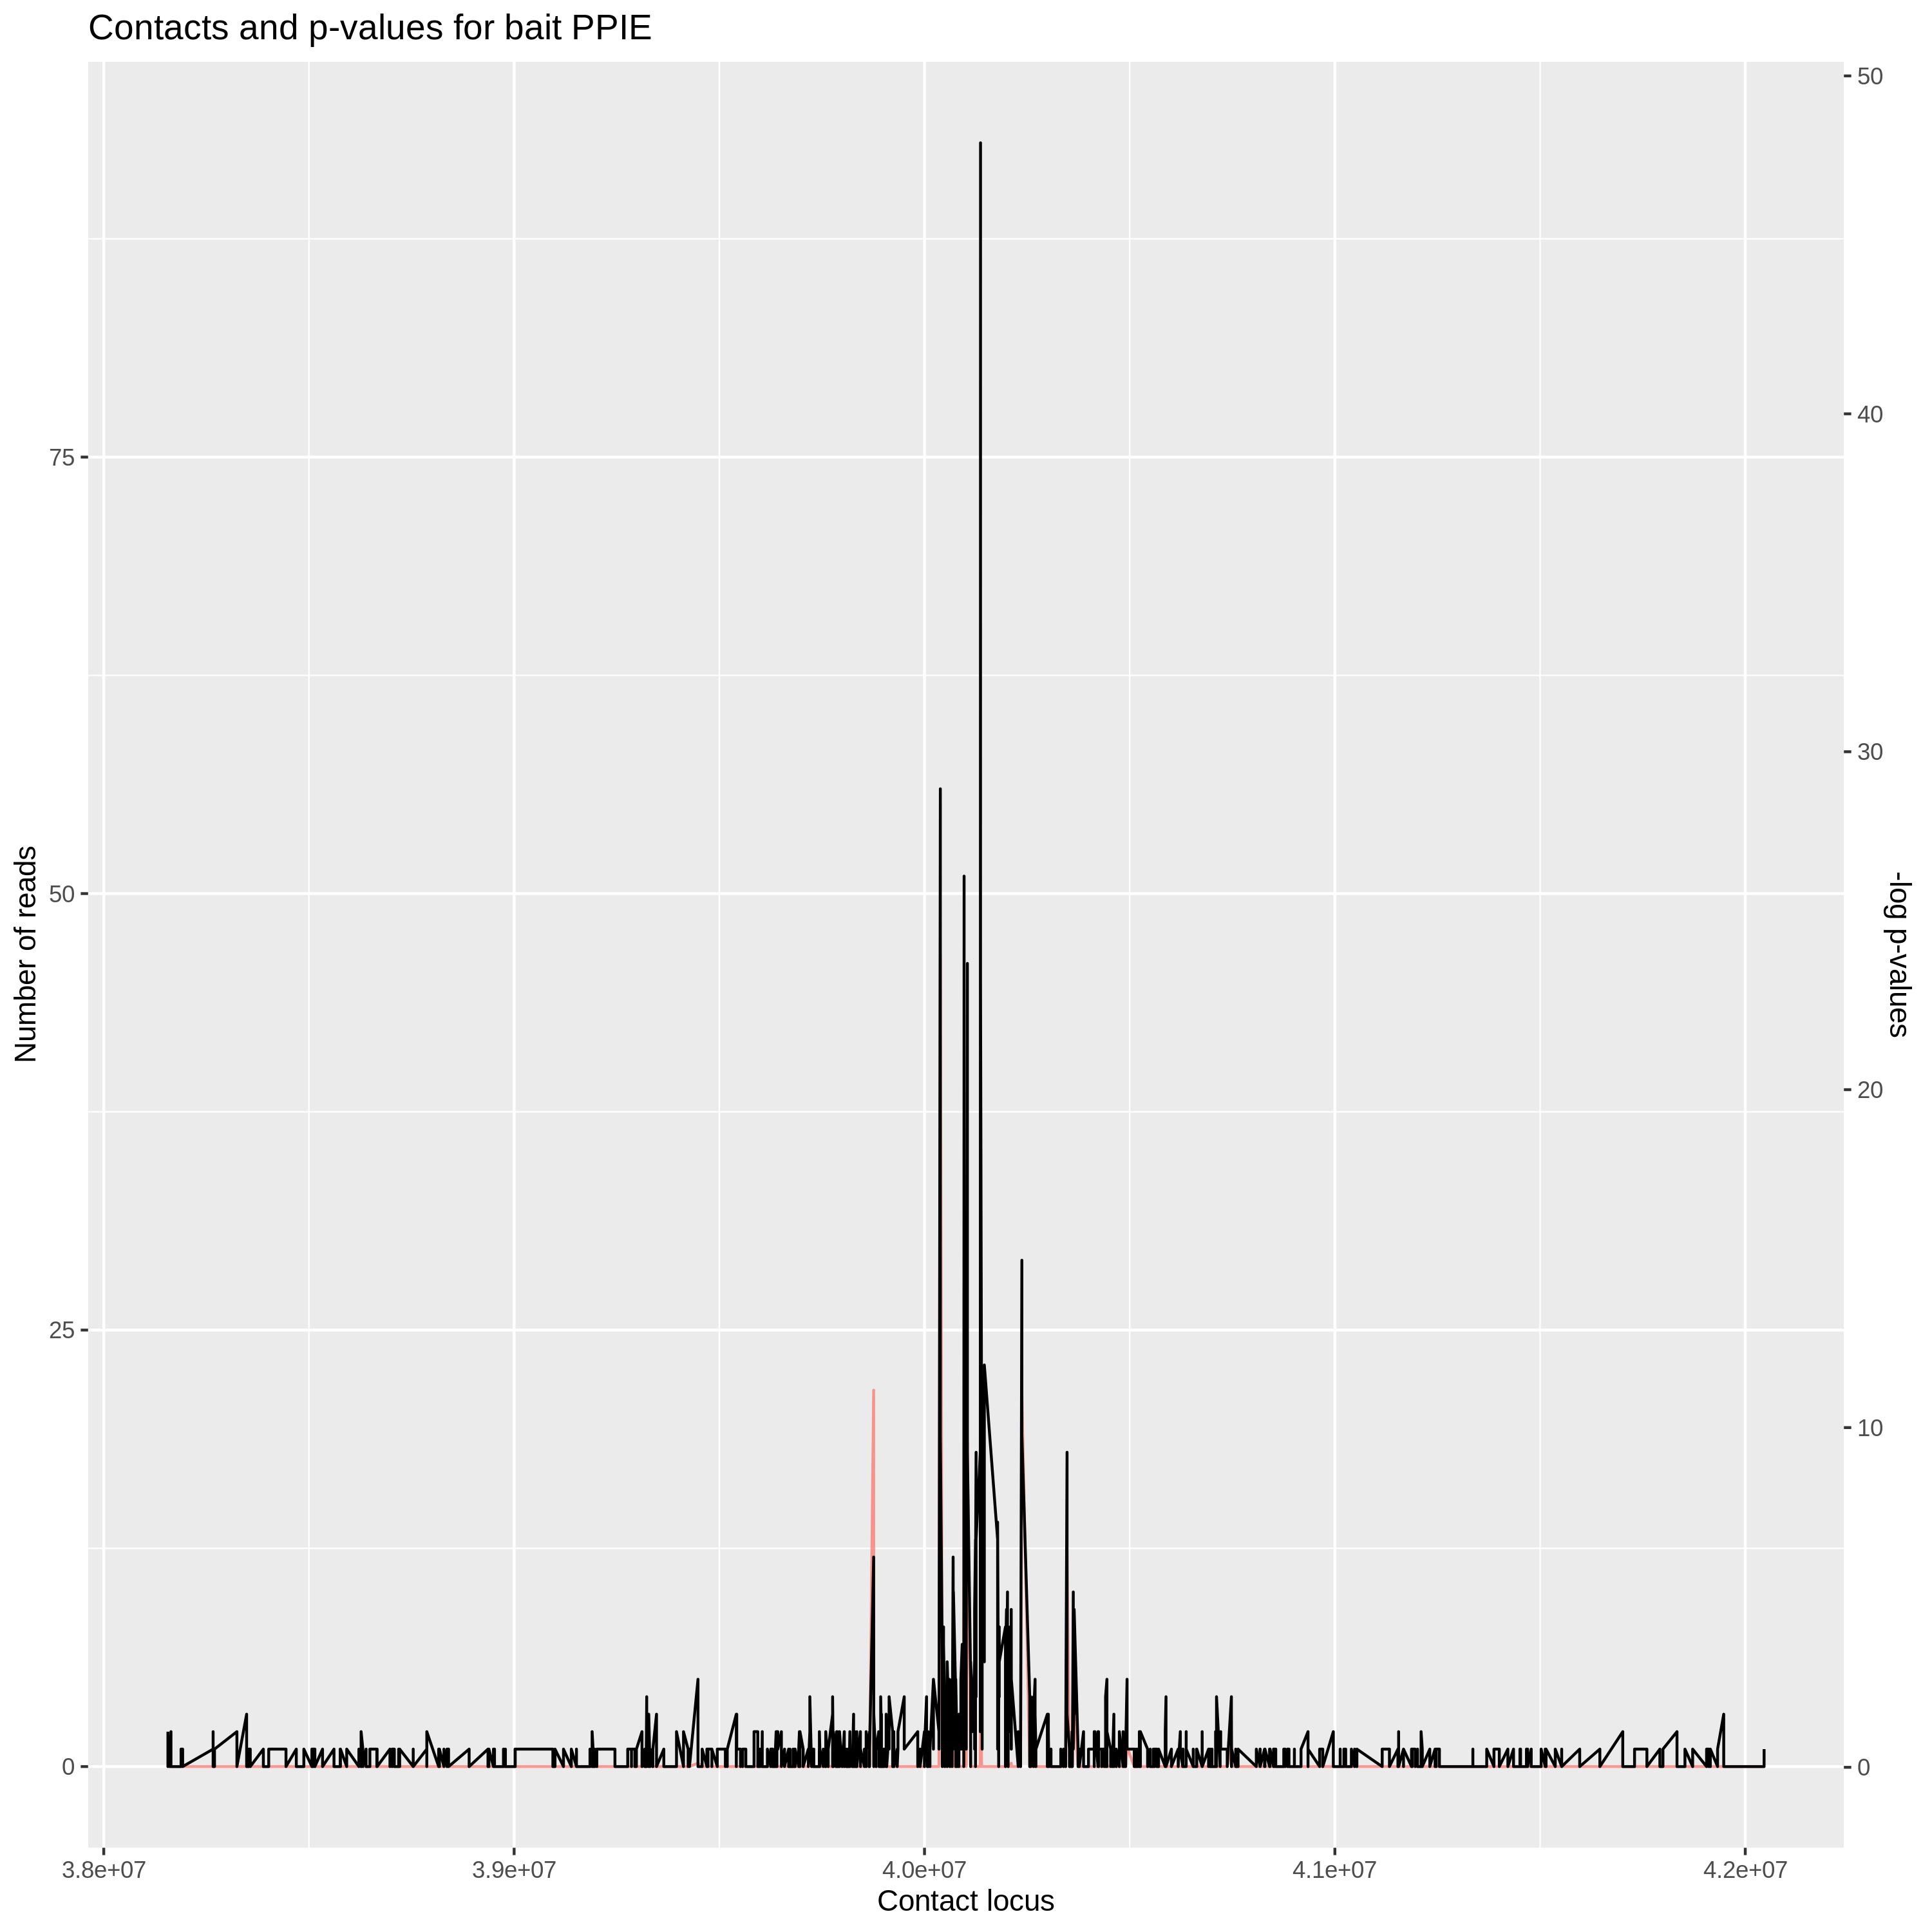 Contacts and p-values for bait PPIE
50
40
75
30
Number of reads
50
-log p-values
20
25
10
0
0
3.8e+07
3.9e+07
4.0e+07
4.1e+07
4.2e+07
Contact locus